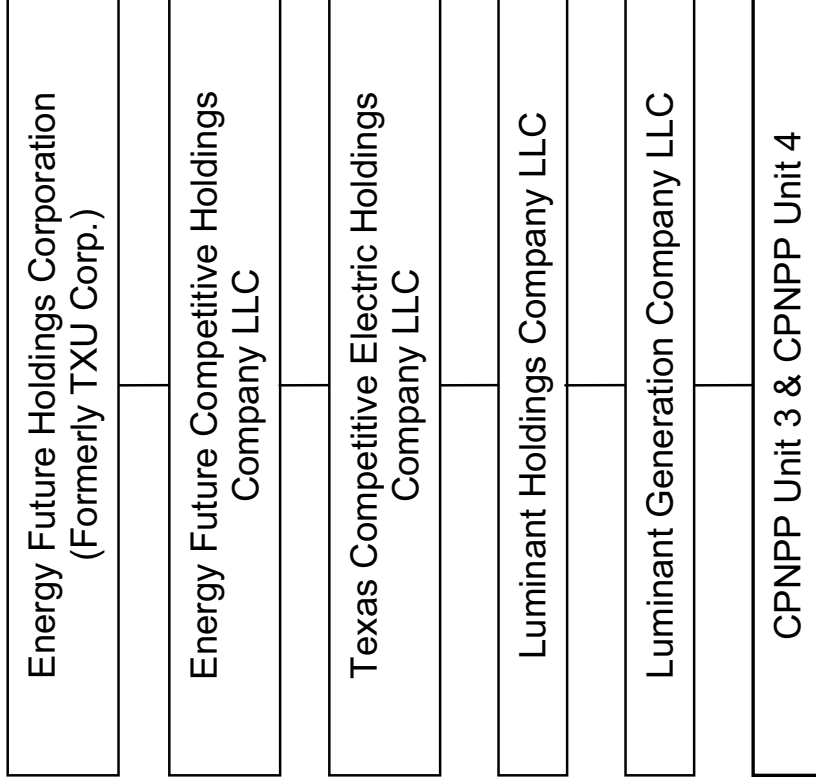 Energy Future Holdings Corporation
(Formerly TXU Corp.)
Energy Future Competitive Holdings
Company LLC
Texas Competitive Electric Holdings
Company LLC
Luminant Holdings Company LLC
Luminant Generation Company LLC
CPNPP Unit 3 & CPNPP Unit 4